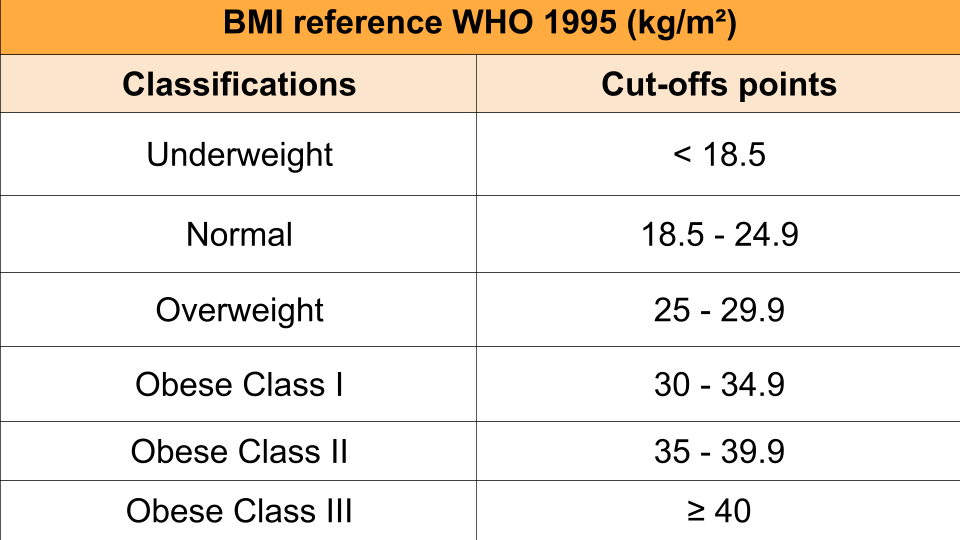 BMI reference WHO 1995 (kg/m²)
Classifications Cut-offs points
Underweight < 18.5
Normal 18.5 - 24.9
Overweight 25 - 29.9
Obese Class I 30 - 34.9
Obese Class II 35 - 39.9
Obese Class III ≥ 40